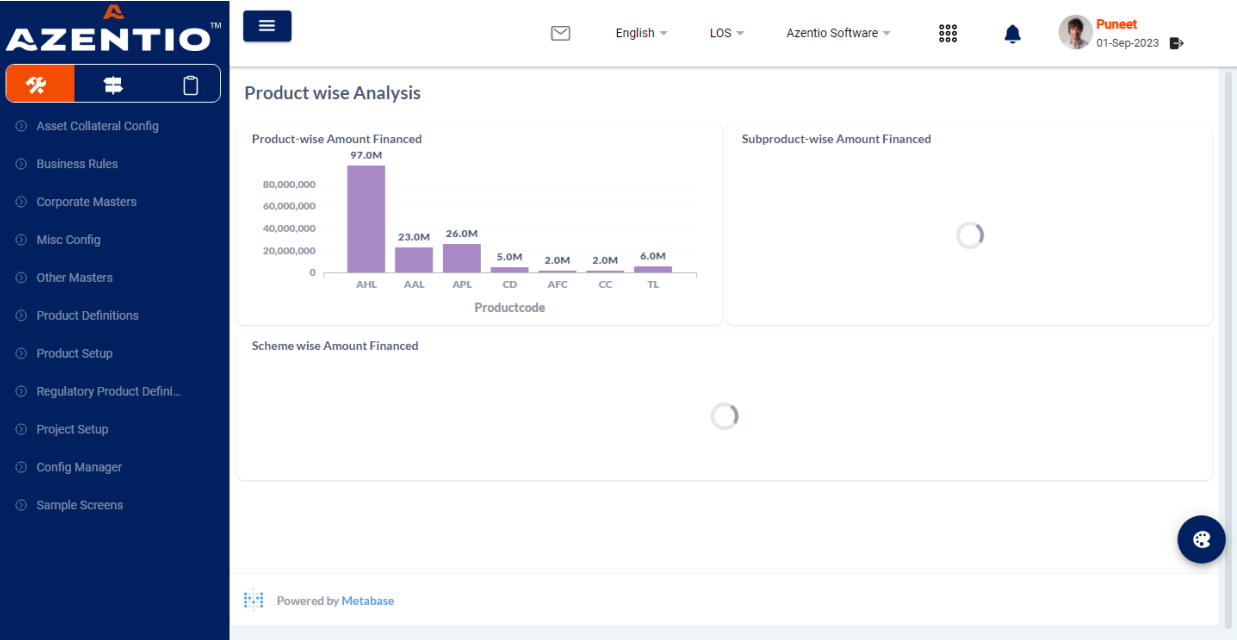 AZENTIO™
English
LOS
Azentio Software
Puneet
01-Sep-2023
Asset Collateral Config
Business Rules
Corporate Masters
Misc Config
Other Masters
Product Definitions
Product Setup
Regulatory Product Defini...
Project Setup
Config Manager
Sample Screens
Product wise Analysis
Product-wise Amount Financed
97.0M
80,000,000
60,000,000
40,000,000
20,000,000
0
23.0M
26.0M
5.0M
2.0M
2.0M
6.0M
AHL AAL APL CD AFC CC TL
Productcode
Subproduct-wise Amount Financed
Scheme wise Amount Financed
Powered by Metabase